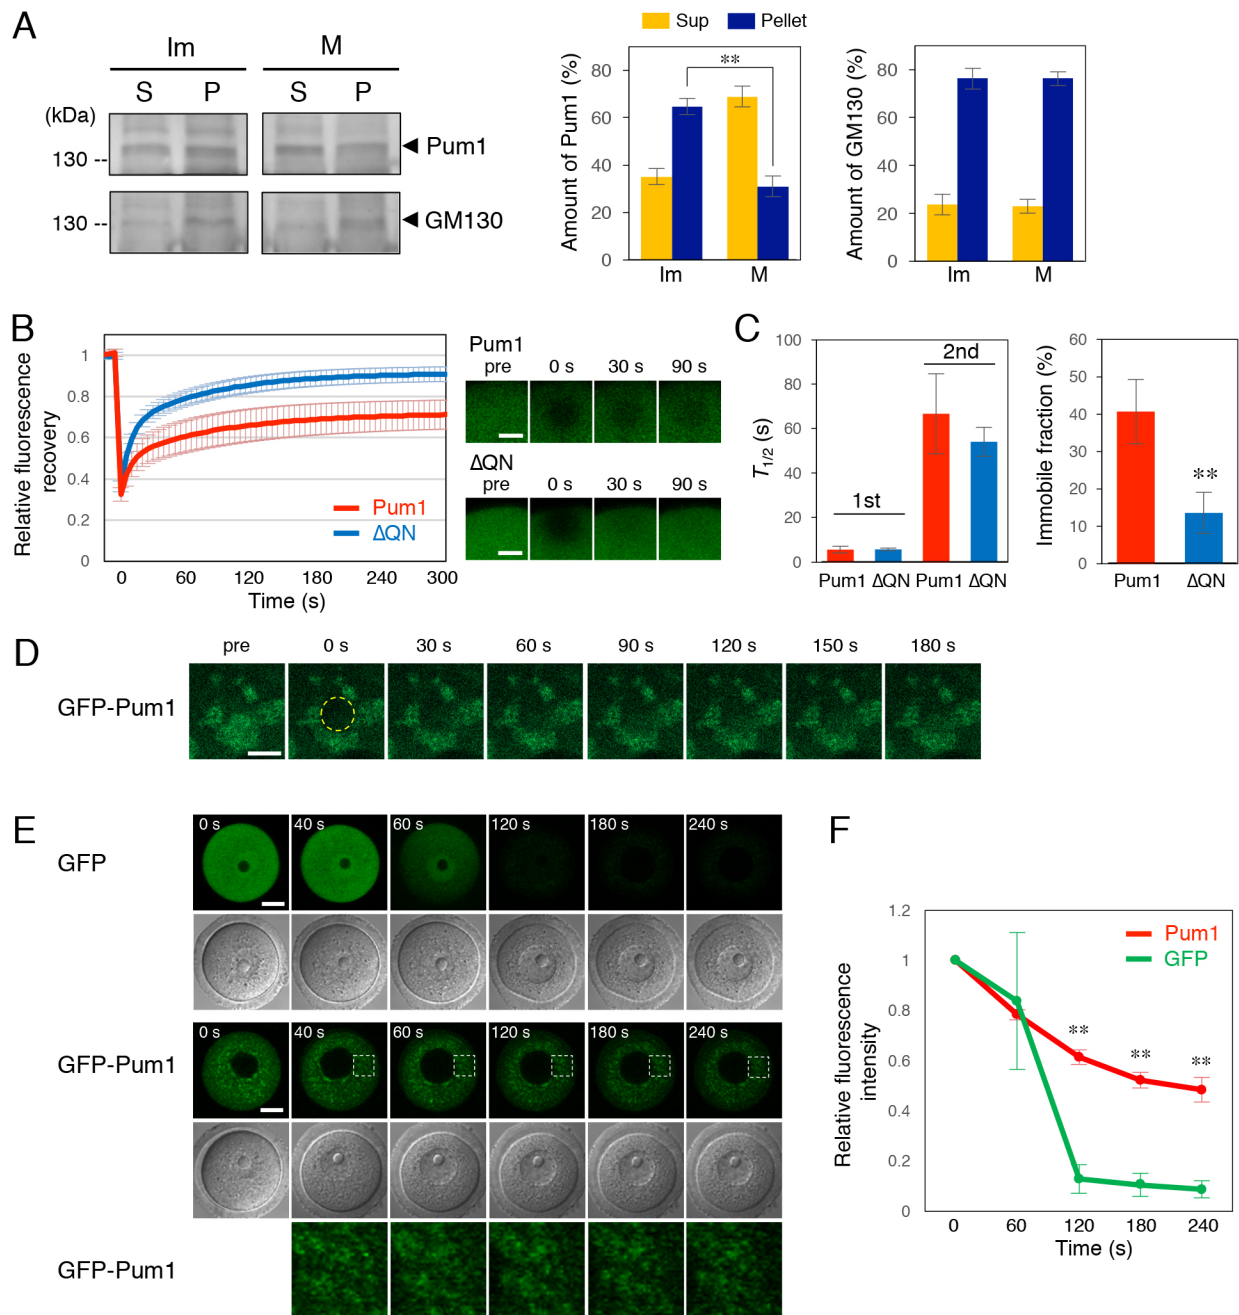 A
Im
M
S
P
S
P
(kDa)
130 --
Pum1
130 --
GM130
Sup
Pellet
Amount of Pum1 (%)
80
60
40
20
0
**
Im
M
Amount of GM130 (%)
80
60
40
20
0
Im
M
B
Relative fluorescence
recovery
1
0.8
0.6
0.4
0.2
0
Pum1
ΔQN
0
60
120
180
240
300
Time (s)
Pum1
pre
0 s
30 s
90 s
ΔQN
pre
0 s
30 s
90 s
C
T1/2 (s)
100
80
60
40
20
0
1st
2nd
Pum1
ΔQN
Pum1
ΔQN
Immobile fraction (%)
60
50
40
30
20
10
0
**
Pum1
ΔQN
D
pre
0 s
30 s
60 s
90 s
120 s
150 s
180 s
GFP-Pum1
E
GFP
0 s
40 s
60 s
120 s
180 s
240 s
GFP-Pum1
0 s
40 s
60 s
120 s
180 s
240 s
GFP-Pum1
F
Relative fluorescence
intensity
1.2
1
0.8
0.6
0.4
0.2
0
Pum1
GFP
**
**
**
0
60
120
180
240
Time (s)